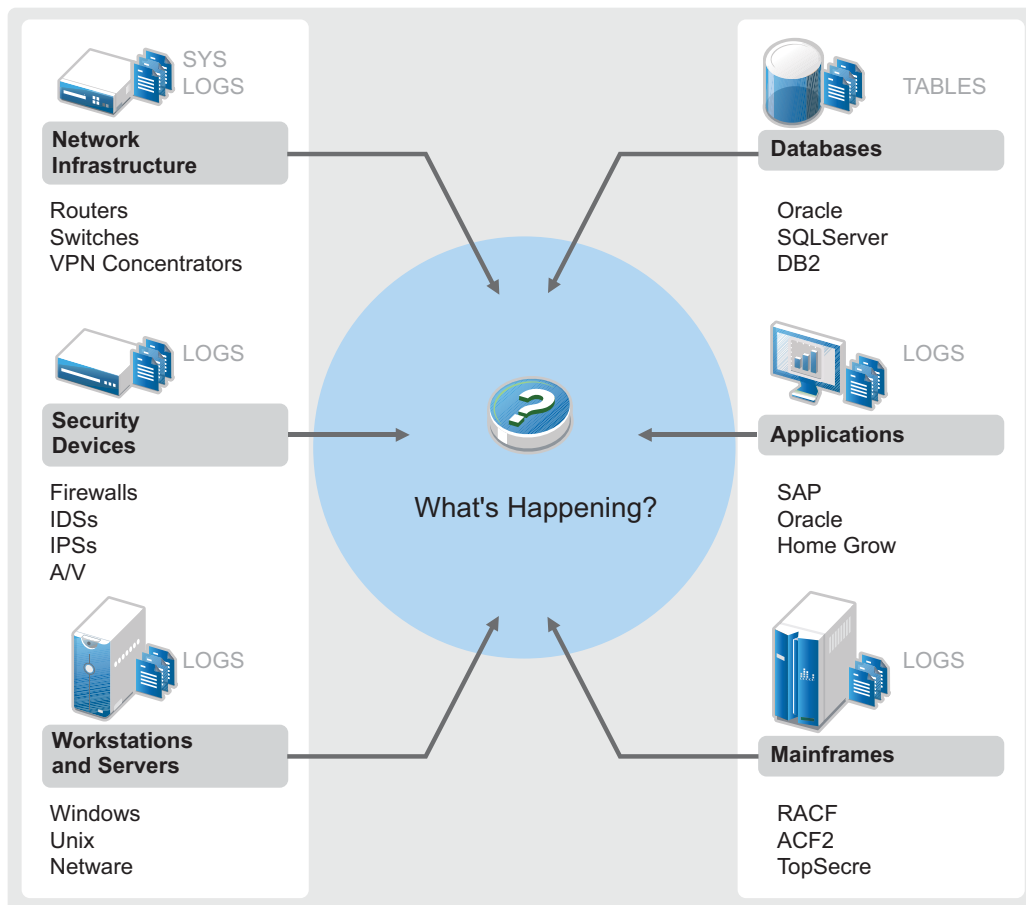 SYS
LOGS
Network
Infrastructure
Routers
Switches
VPN Concentrators
LOGS
Security
Devices
Firewalls
IDSs
IPSs
A/V
LOGS
Workstations
and Servers
Windows
Unix
Netware
?
What's Happening?
TABLES
Databases
Oracle
SQLServer
DB2
LOGS
Applications
SAP
Oracle
Home Grow
LOGS
Mainframes
RACF
ACF2
TopSecre